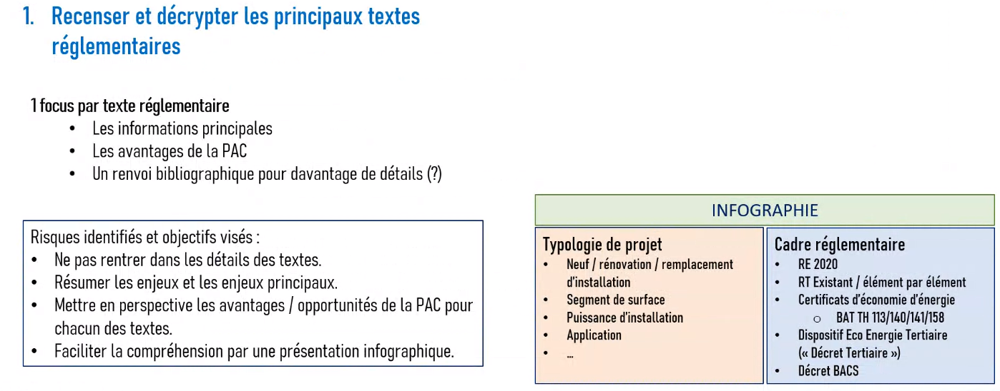 1. Recenser et décrypter les principaux textes
réglementaires
1 focus par texte réglementaire
• Les informations principales
• Les avantages de la PAC
• Un renvoi bibliographique pour davantage de détails (?)
Risques identifiés et objectifs visés :
• Ne pas rentrer dans les détails des textes.
• Résumer les enjeux et les enjeux principaux.
• Mettre en perspective les avantages / opportunités de la PAC pour
chacun des textes.
• Faciliter la compréhension par une présentation infographique.
INFOGRAPHIE
Typologie de projet
• Neuf / rénovation / remplacement
d'installation
• Segment de surface
• Puissance d'installation
• Application
• ...
Cadre réglementaire
• RE 2020
• RT Existant / élément par élément
• Certificats d'économie d'énergie
o BAT TH 113/140/141/158
• Dispositif Eco Energie Tertiaire
(« Décret Tertiaire »)
• Décret BACS